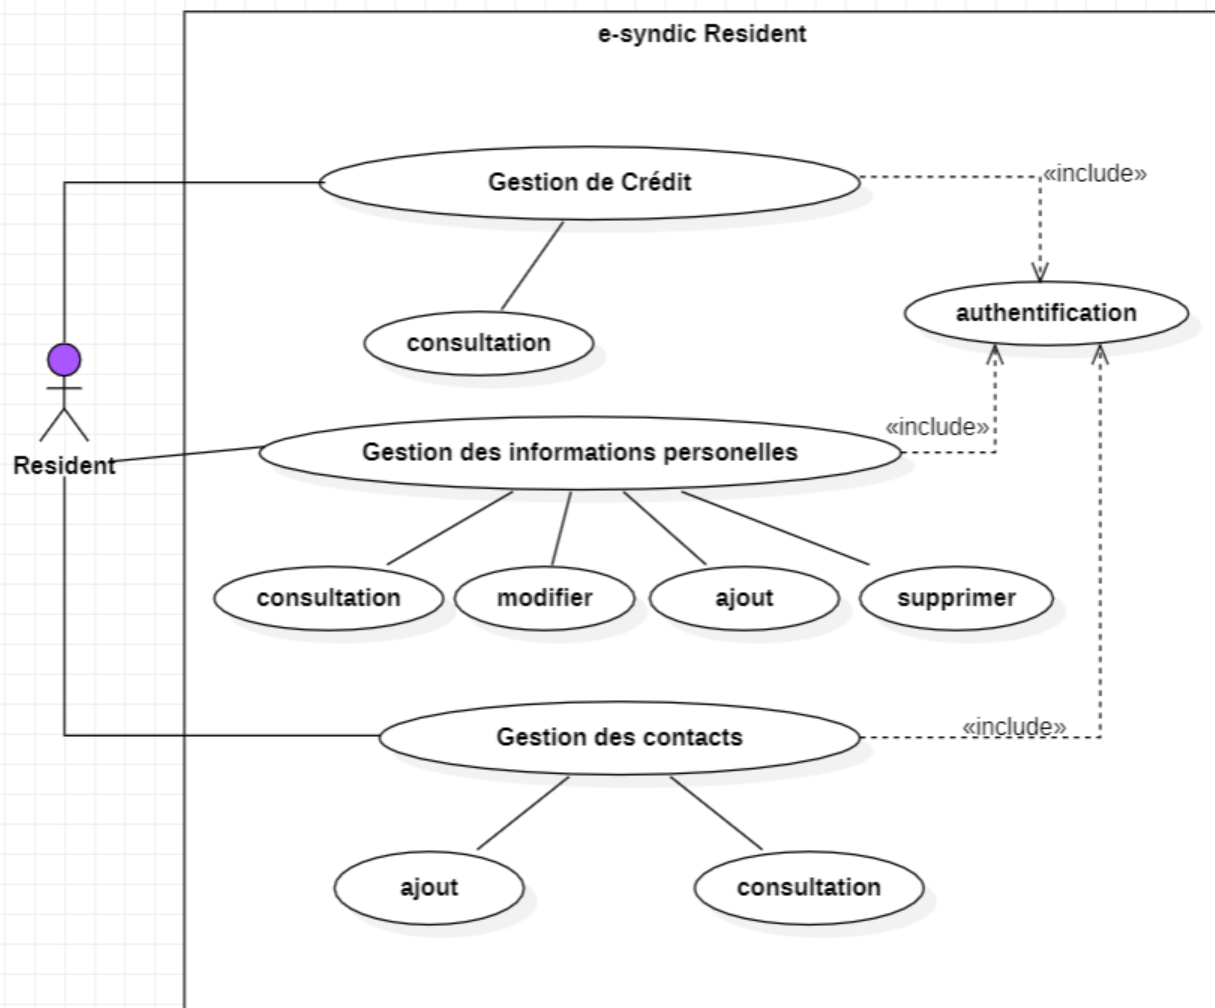 e-syndic Resident
Gestion de Crédit
«include»
authentification
consultation
«include»
Gestion des informations personelles
Resident
consultation
modifier
ajout
supprimer
«include»
Gestion des contacts
ajout
consultation